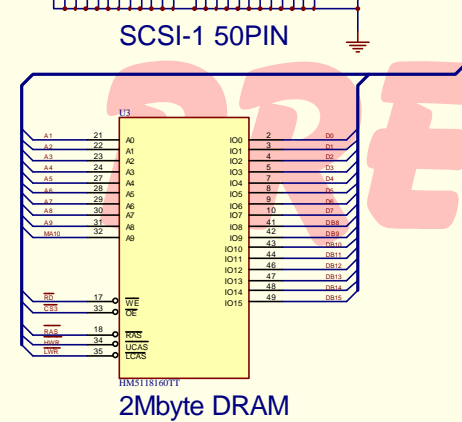 SCSI-1 50PIN
PRE
U3
A1 21 A0 IO0 2 D0
A2 22 A1 IO1 3 D1
A3 23 A2 IO2 4 D2
A4 24 A3 IO3 5 D3
A5 27 A4 IO4 7 D4
A6 28 A5 IO5 8 D5
A7 29 A6 IO6 9 D6
A8 30 A7 IO7 10 D7
A9 31 A8 IO8 41 DB8
MA10 32 A9 IO9 42 DB9
IO10 43 DB10
IO11 44 DB11
IO12 46 DB12
IO13 47 DB13
IO14 48 DB14
IO15 49 DB15
RD 17 WE
CS3 33 OE
RAS 18 RAS
HWR 34 UCAS
LWR 35 LCAS
HM5118160TT
2Mbyte DRAM